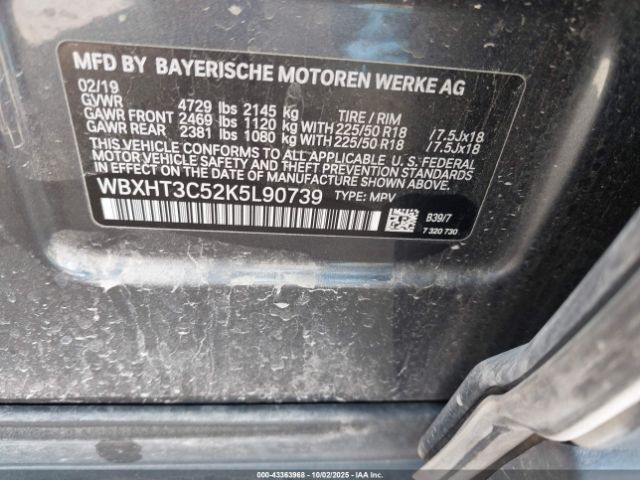 MFD BY BAYERISCHE MOTOREN WERKE AG
02/19
GVWR 4729 lbs 2145 kg TIRE / RIM
GAWR FRONT 2469 lbs 1120 kg WITH 225/50 R18 /7.5Jx18
GAWR REAR 2381 lbs 1080 kg WITH 225/50 R18 /7.5Jx18
THIS VEHICLE CONFORMS TO ALL APPLICABLE U.S. FEDERAL
MOTOR VEHICLE SAFETY AND THEFT PREVENTION STANDARDS
IN EFFECT ON THE DATE OF MANUFACTURE SHOWN ABOVE.
WBXHT3C52K5L90739 TYPE: MPV
B39/7
7 320 730
000-43363968 10/02/2025 IAAI.COM